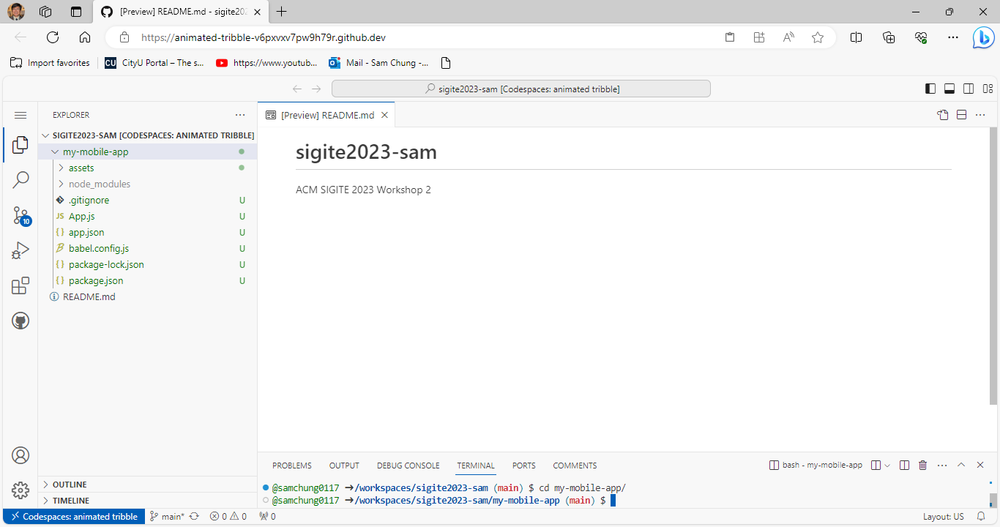 [Preview] README.md - sigite202
https://animated-tribble-v6pxvxv7pw9h79r.github.dev
Import favorites
CU CityU Portal – The s...
https://www.youtub...
Mail - Sam Chung -...
sigite2023-sam [Codespaces: animated tribble]
EXPLORER
SIGITE2023-SAM [CODESPACES: ANIMATED TRIBBLE]
my-mobile-app
assets
node_modules
.gitignore U
JS App.js U
{} app.json U
babel.config.js U
{} package-lock.json U
{} package.json U
README.md
10
OUTLINE
TIMELINE
[Preview] README.md
sigite2023-sam
ACM SIGITE 2023 Workshop 2
PROBLEMS OUTPUT DEBUG CONSOLE TERMINAL PORTS COMMENTS
bash - my-mobile-app
@samchung0117 ➜/workspaces/sigite2023-sam (main) $ cd my-mobile-app/
@samchung0117 ➜/workspaces/sigite2023-sam/my-mobile-app (main) $
Codespaces: animated tribble main* 0 0 0
Layout: US